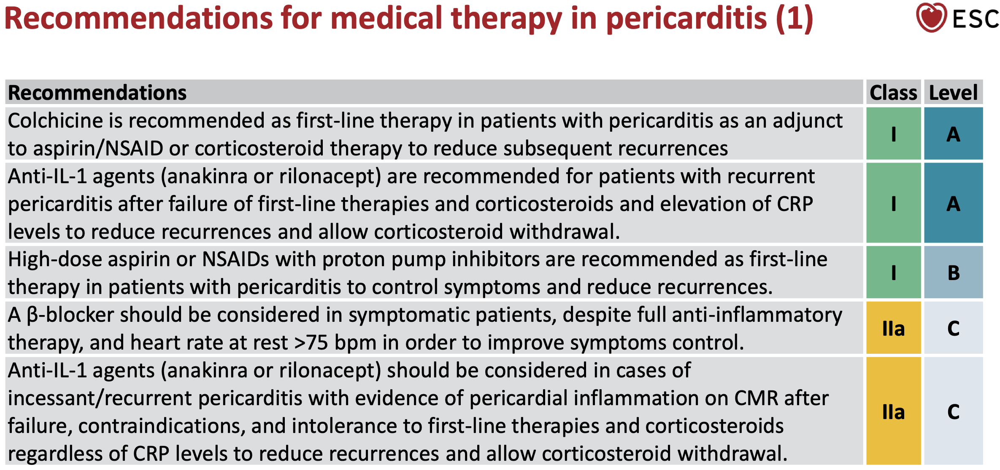 Recommendations for medical therapy in pericarditis (1)
ESC
Recommendations Class Level
Colchicine is recommended as first-line therapy in patients with pericarditis as an adjunct
to aspirin/NSAID or corticosteroid therapy to reduce subsequent recurrences
I A
Anti-IL-1 agents (anakinra or rilonacept) are recommended for patients with recurrent
pericarditis after failure of first-line therapies and corticosteroids and elevation of CRP
levels to reduce recurrences and allow corticosteroid withdrawal.
I A
High-dose aspirin or NSAIDs with proton pump inhibitors are recommended as first-line
therapy in patients with pericarditis to control symptoms and reduce recurrences.
I B
A β-blocker should be considered in symptomatic patients, despite full anti-inflammatory
therapy, and heart rate at rest >75 bpm in order to improve symptoms control.
IIa C
Anti-IL-1 agents (anakinra or rilonacept) should be considered in cases of
incessant/recurrent pericarditis with evidence of pericardial inflammation on CMR after
failure, contraindications, and intolerance to first-line therapies and corticosteroids
regardless of CRP levels to reduce recurrences and allow corticosteroid withdrawal.
IIa C